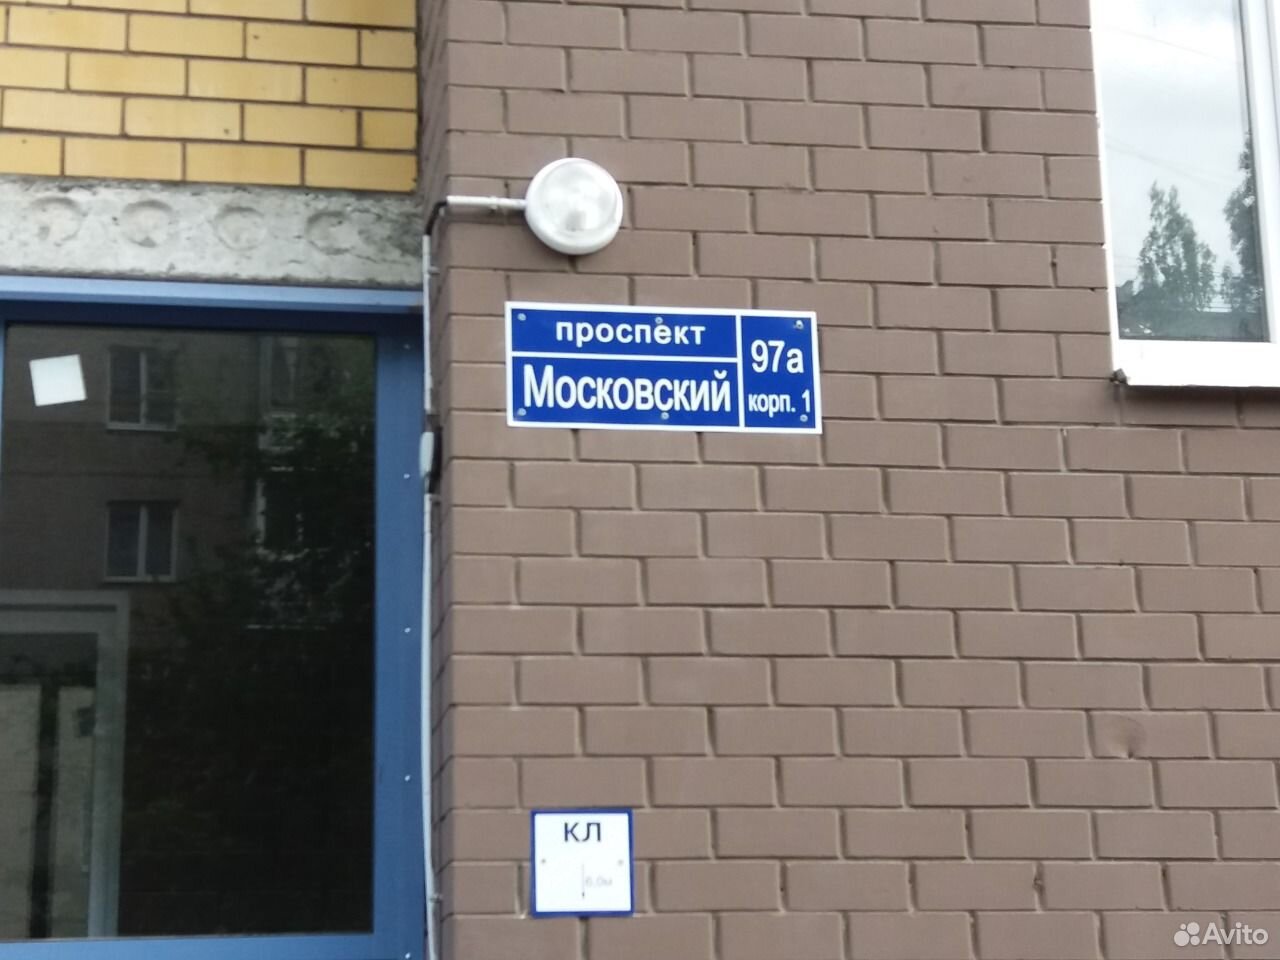 проспект
Московский
97а
корп. 1
КЛ
6,0м
Avito